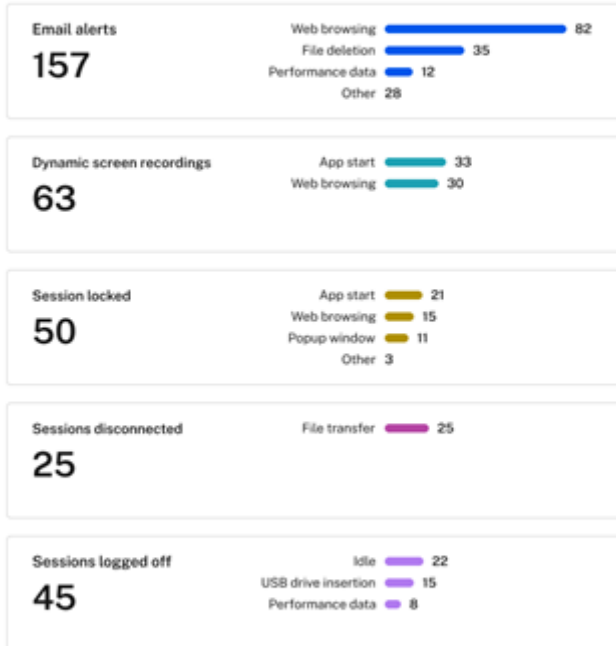 Email alerts
157
Web browsing 82
File deletion 35
Performance data 12
Other 28
Dynamic screen recordings
63
App start 33
Web browsing 30
Session locked
50
App start 21
Web browsing 15
Popup window 11
Other 3
Sessions disconnected
25
File transfer 25
Sessions logged off
45
Idle 22
USB drive insertion 15
Performance data 8